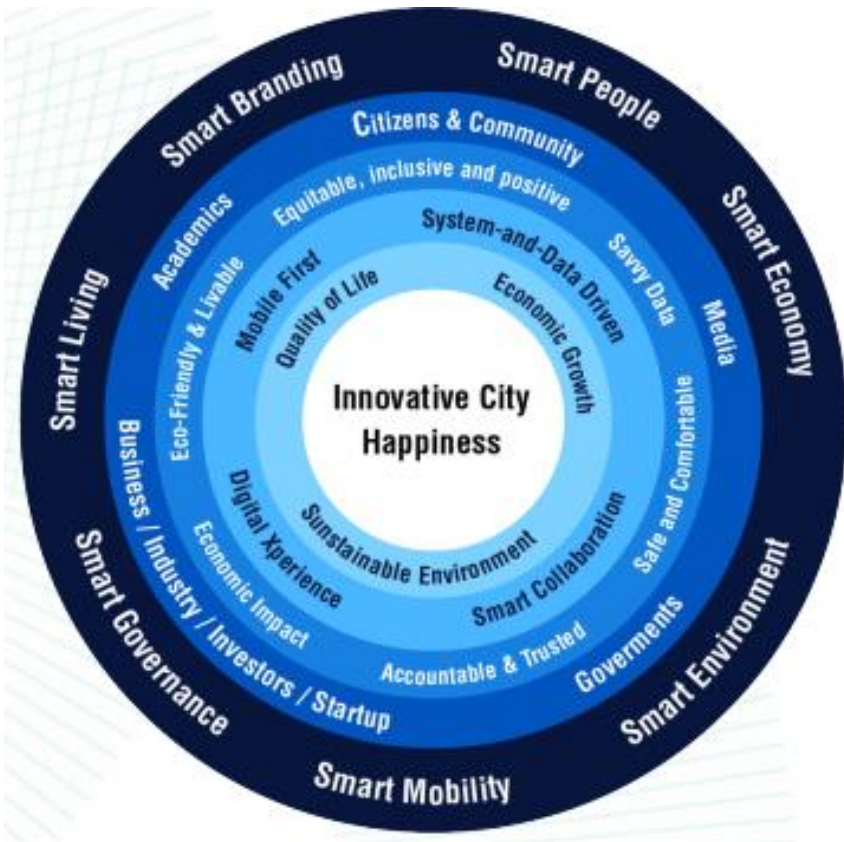 Smart Branding
Smart People
Smart Economy
Smart Environment
Smart Mobility
Smart Governance
Smart Living
Citizens & Community
Media
Goverments
Business / Industry / Investors / Startup
Academics
Equitable, inclusive and positive
Savvy Data
Safe and Comfortable
Accountable & Trusted
Economic Impact
Eco-Friendly & Livable
Mobile First
System-and-Data Driven
Smart Collaboration
Digital Xperience
Quality of Life
Economic Growth
Sunstainable Environment
Innovative City
Happiness